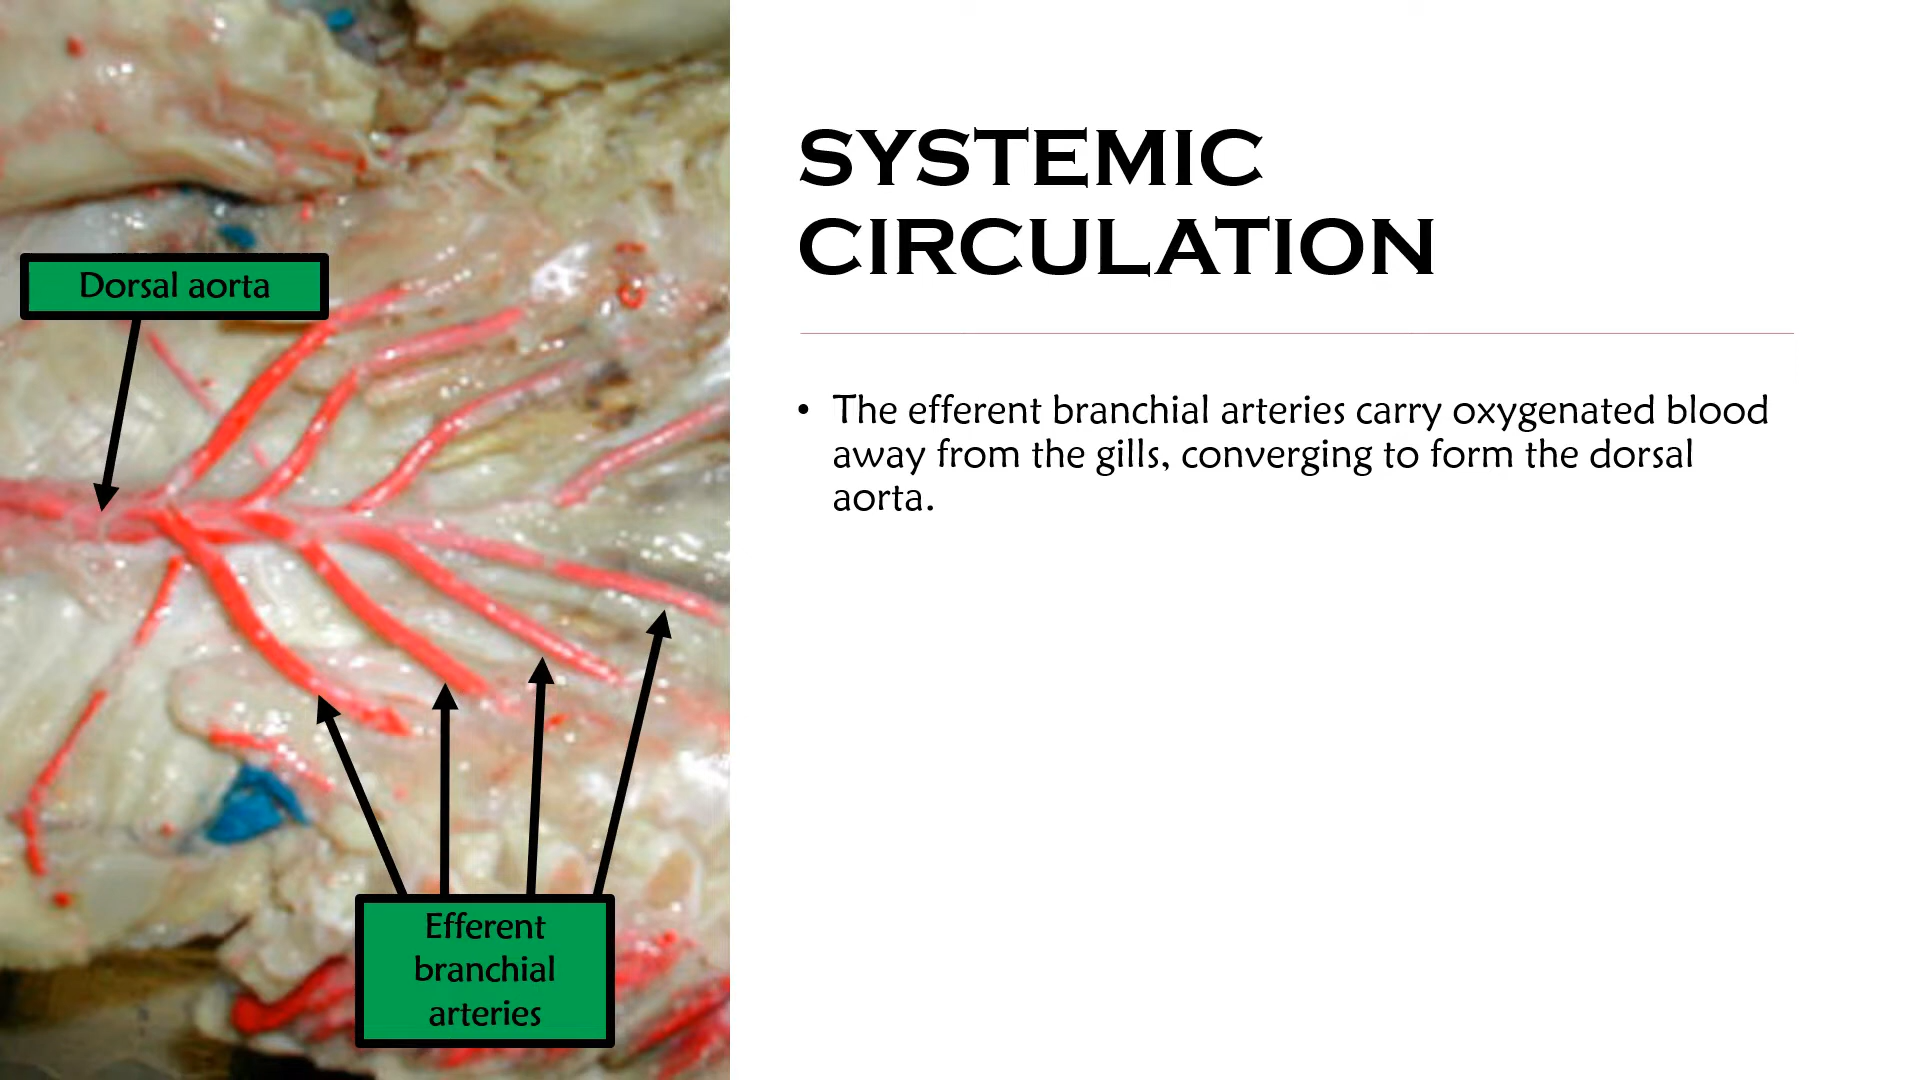 SYSTEMIC
CIRCULATION
Dorsal aorta
• The efferent branchial arteries carry oxygenated blood
away from the gills, converging to form the dorsal
aorta.
Efferent
branchial
arteries